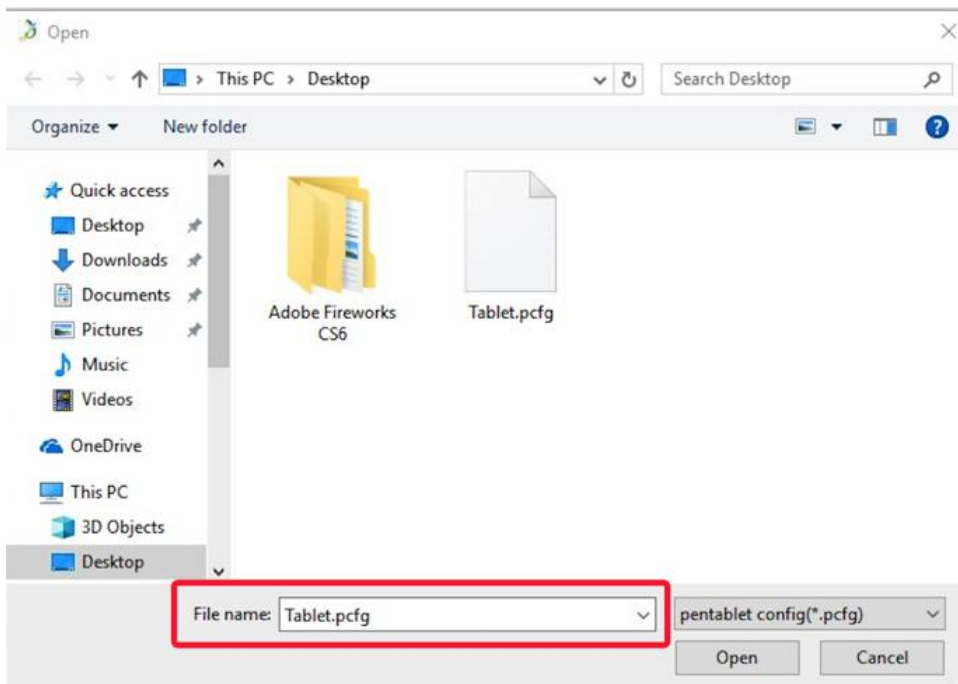 Open
This PC > Desktop
Search Desktop
Organize
New folder
Quick access
Desktop
Downloads
Documents
Pictures
Music
Videos
OneDrive
This PC
3D Objects
Desktop
Adobe Fireworks
CS6
Tablet.pcfg
File name: Tablet.pcfg
pentablet config(*.pcfg)
Open
Cancel